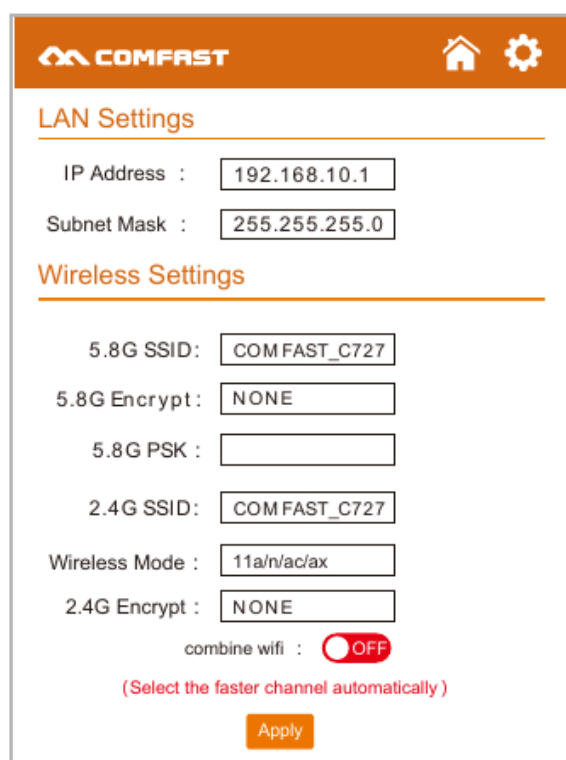 COMFAST
LAN Settings
IP Address : 192.168.10.1
Subnet Mask : 255.255.255.0
Wireless Settings
5.8G SSID: COMFAST_C727
5.8G Encrypt: NONE
5.8G PSK :
2.4G SSID: COMFAST_C727
Wireless Mode : 11a/n/ac/ax
2.4G Encrypt : NONE
combine wifi : OFF
(Select the faster channel automatically)
Apply